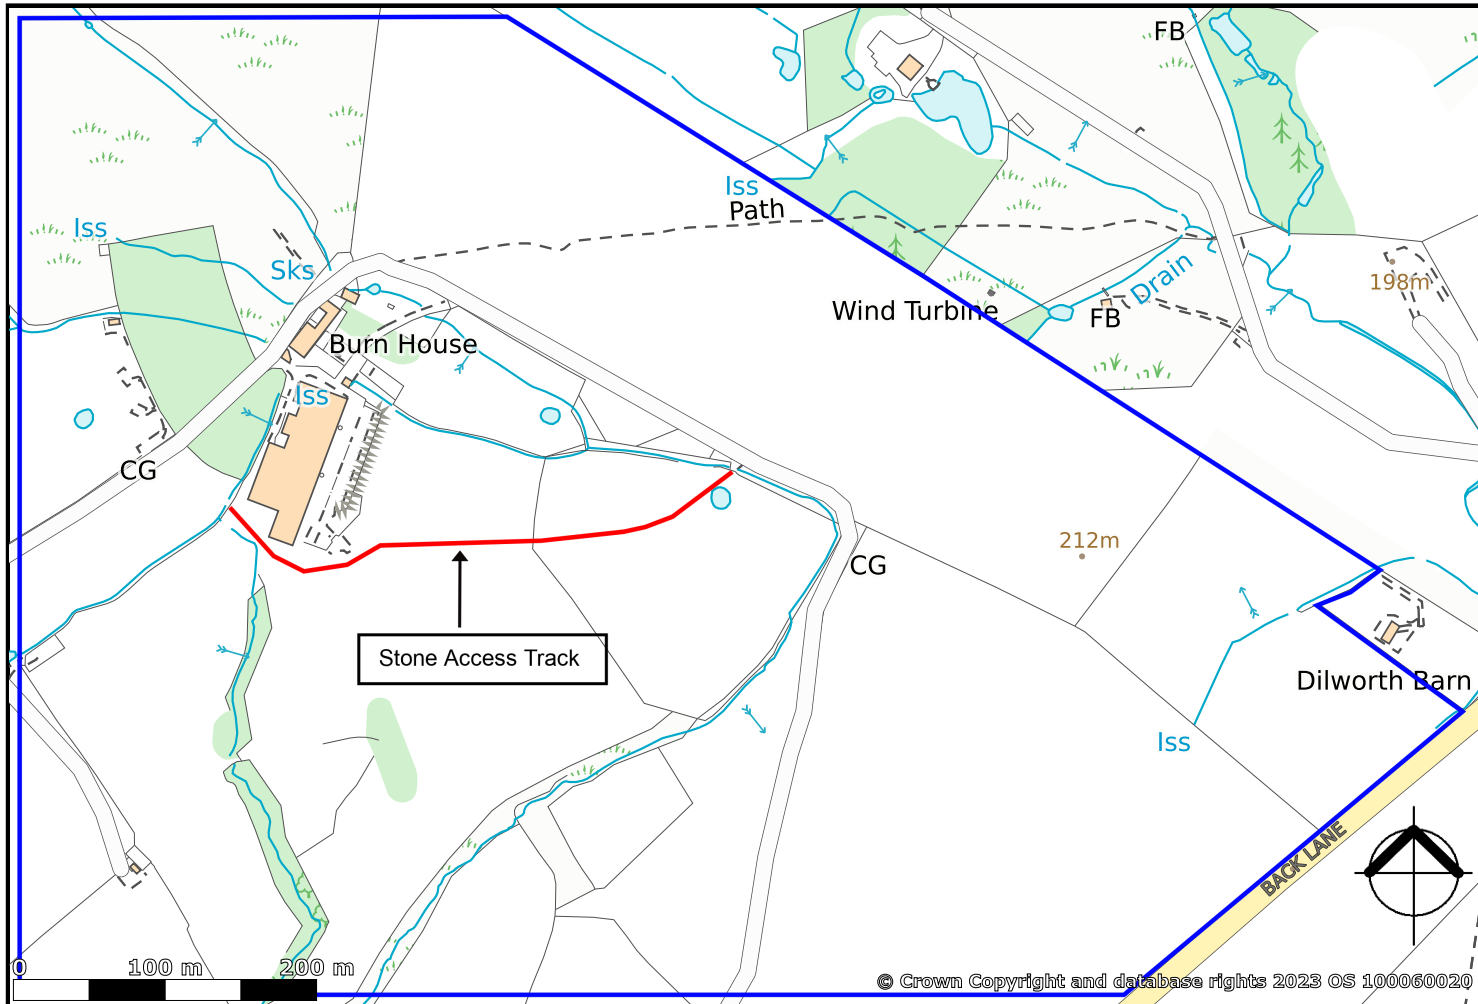 FB
Iss
Path
Iss
Sks
198m
Drain
Wind Turbine
FB
Burn House
Iss
CG
212m
CG
Stone Access Track
Dilworth Barn
Iss
BACK LANE
0 100 m 200 m
© Crown Copyright and database rights 2023 OS 100060020